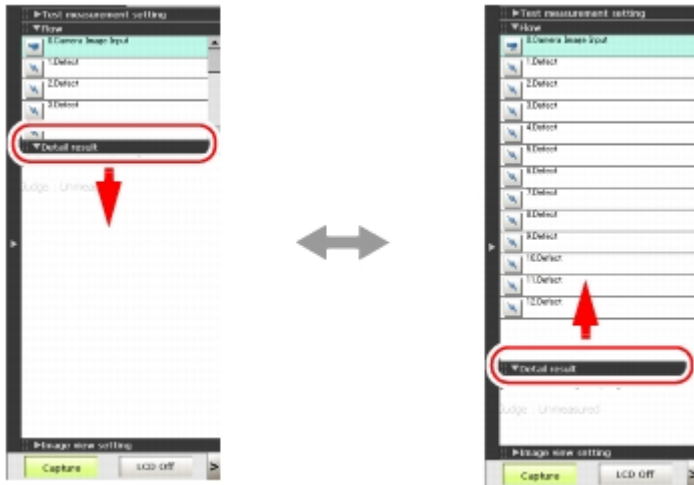 Test measurement setting
Flow
0.Camera Image Input
1.Defect
2.Defect
3.Defect
Detail result
Judge : Unmeas
Image view setting
Capture
LCD Off
>
Test measurement setting
Flow
0.Camera Image Input
1.Defect
2.Defect
3.Defect
4.Defect
5.Defect
6.Defect
7.Defect
8.Defect
9.Defect
10.Defect
11.Defect
12.Defect
Detail result
Judge : Unmeasured
Image view setting
Capture
LCD Off